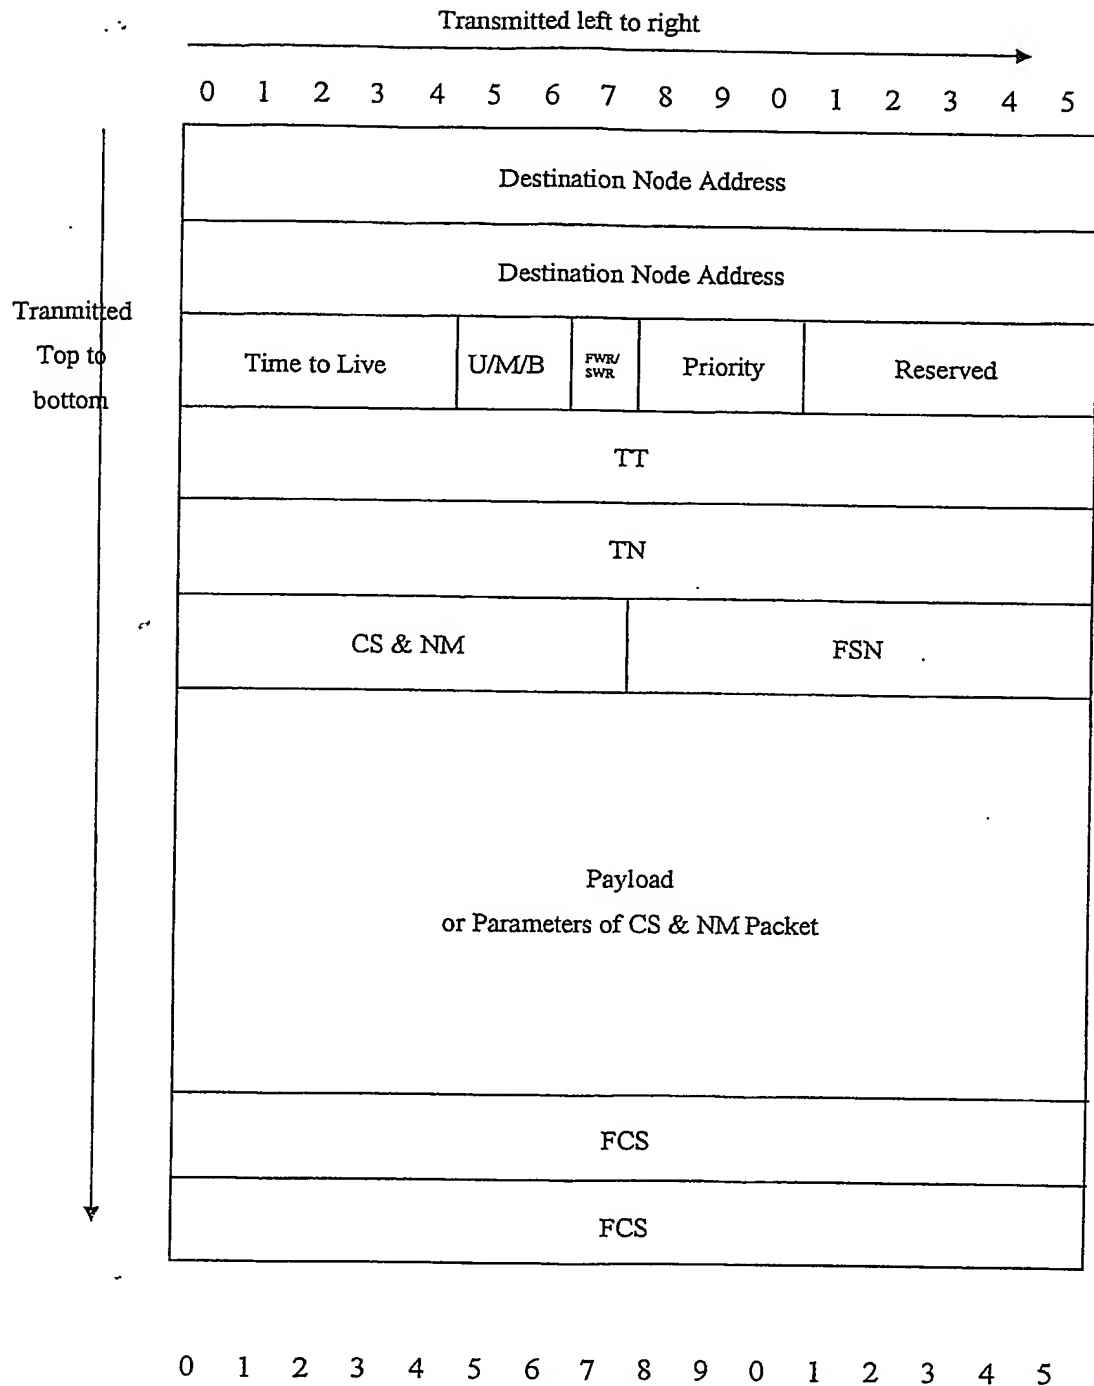 Transmitted left to right
0 1 2 3 4 5 6 7 8 9 0 1 2 3 4 5
Destination Node Address
Destination Node Address
Tranmitted
Top to
bottom
Time to Live U/M/B FWR/ SWR Priority Reserved
TT
TN
CS & NM FSN
Payload
or Parameters of CS & NM Packet
FCS
FCS
0 1 2 3 4 5 6 7 8 9 0 1 2 3 4 5